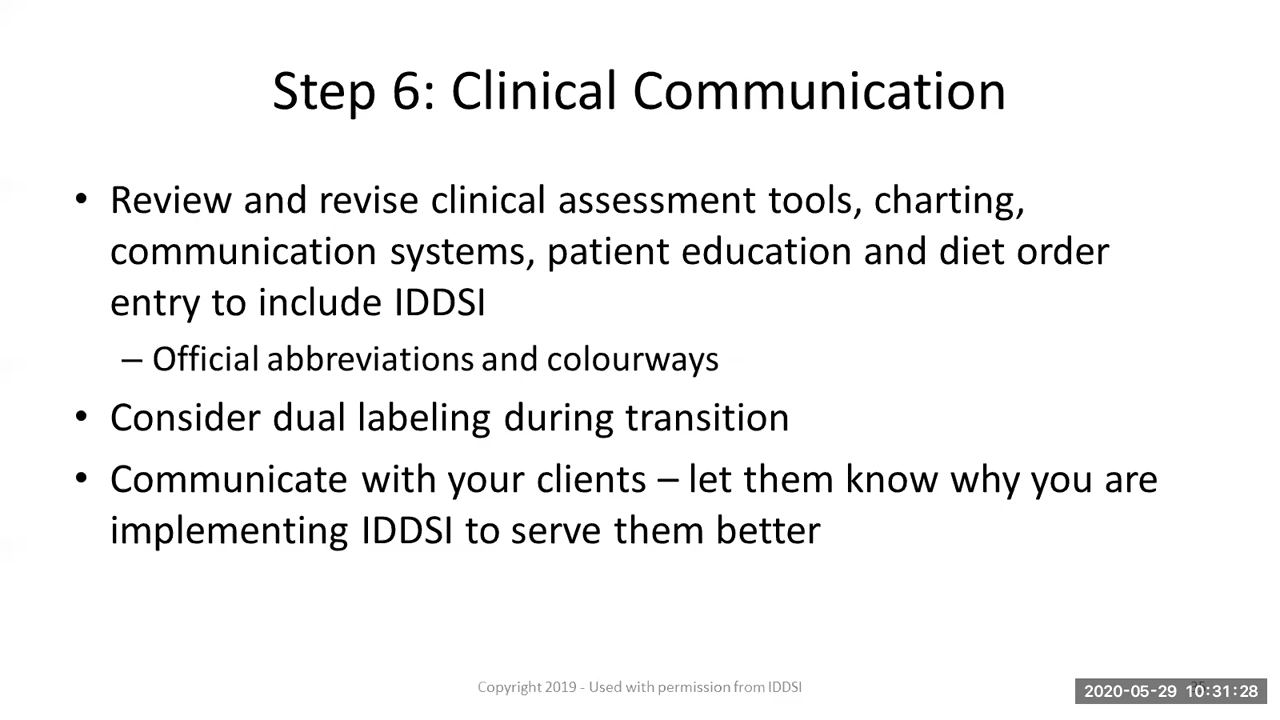 Step 6: Clinical Communication
• Review and revise clinical assessment tools, charting,
communication systems, patient education and diet order
entry to include IDDSI
– Official abbreviations and colourways
• Consider dual labeling during transition
• Communicate with your clients – let them know why you are
implementing IDDSI to serve them better
Copyright 2019 - Used with permission from IDDSI
2020-05-29 10:31:28